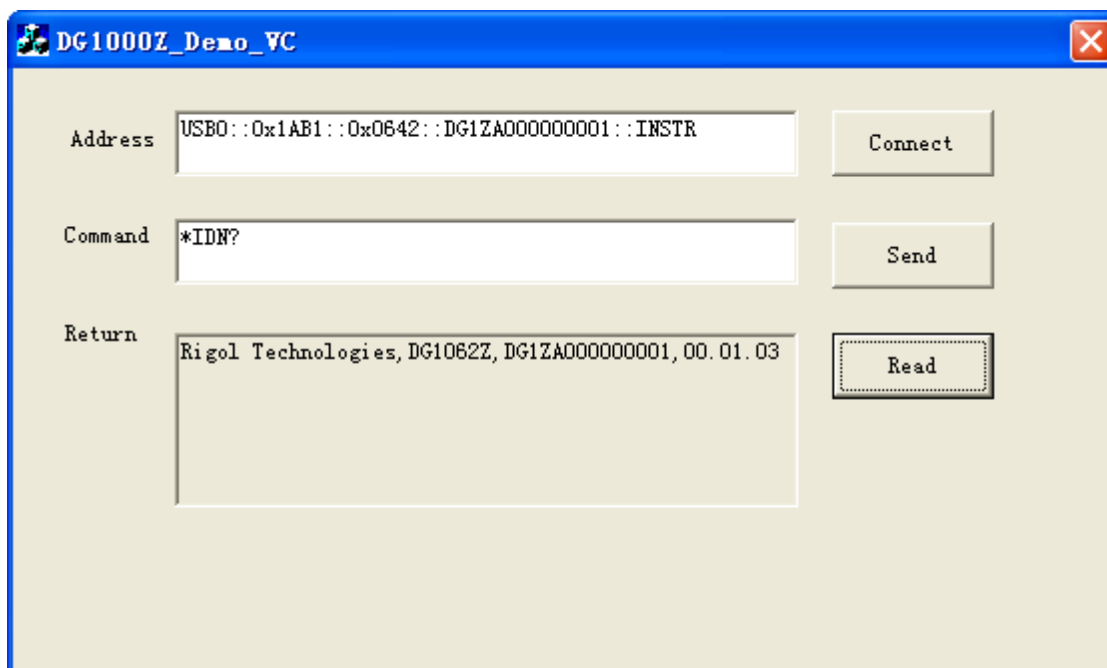 DG1000Z_Demo_VC
Address
USB0::0x1AB1::0x0642::DG1ZA000000001::INSTR
Connect
Command
*IDN?
Send
Return
Rigol Technologies,DG1062Z,DG1ZA000000001,00.01.03
Read